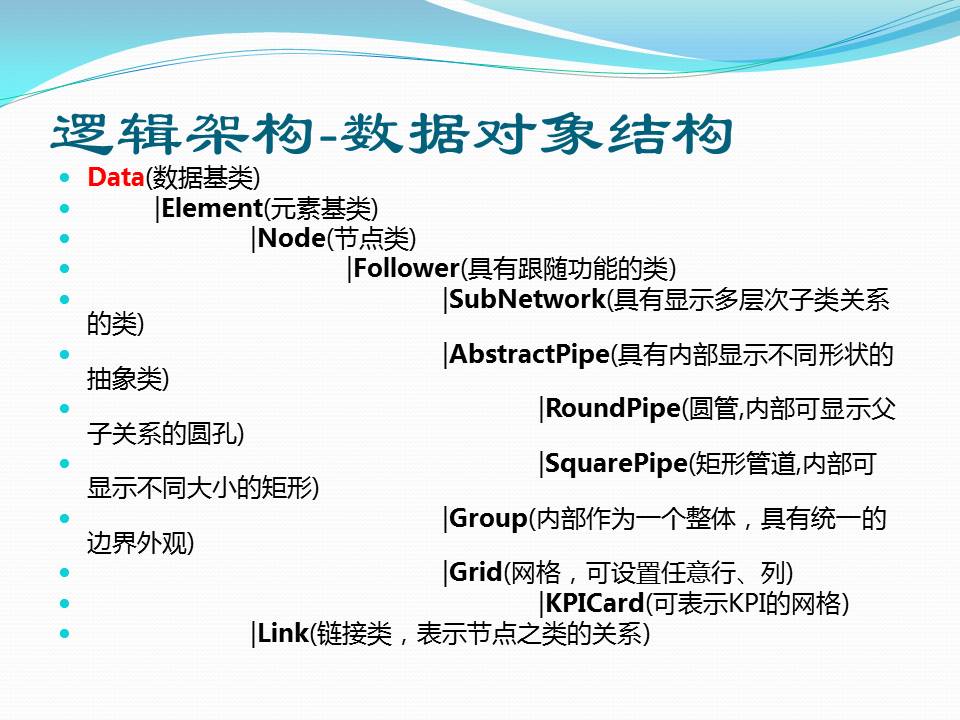 逻辑架构-数据对象结构
Data(数据基类)
|Element(元素基类)
|Node(节点类)
|Follower(具有跟随功能的类)
|SubNetwork(具有显示多层次子类关系
的类)
|AbstractPipe(具有内部显示不同形状的
抽象类)
|RoundPipe(圆管,内部可显示父
子关系的圆孔)
|SquarePipe(矩形管道,内部可
显示不同大小的矩形)
|Group(内部作为一个整体，具有统一的
边界外观)
|Grid(网格，可设置任意行、列)
|KPICard(可表示KPI的网格)
|Link(链接类，表示节点之类的关系)